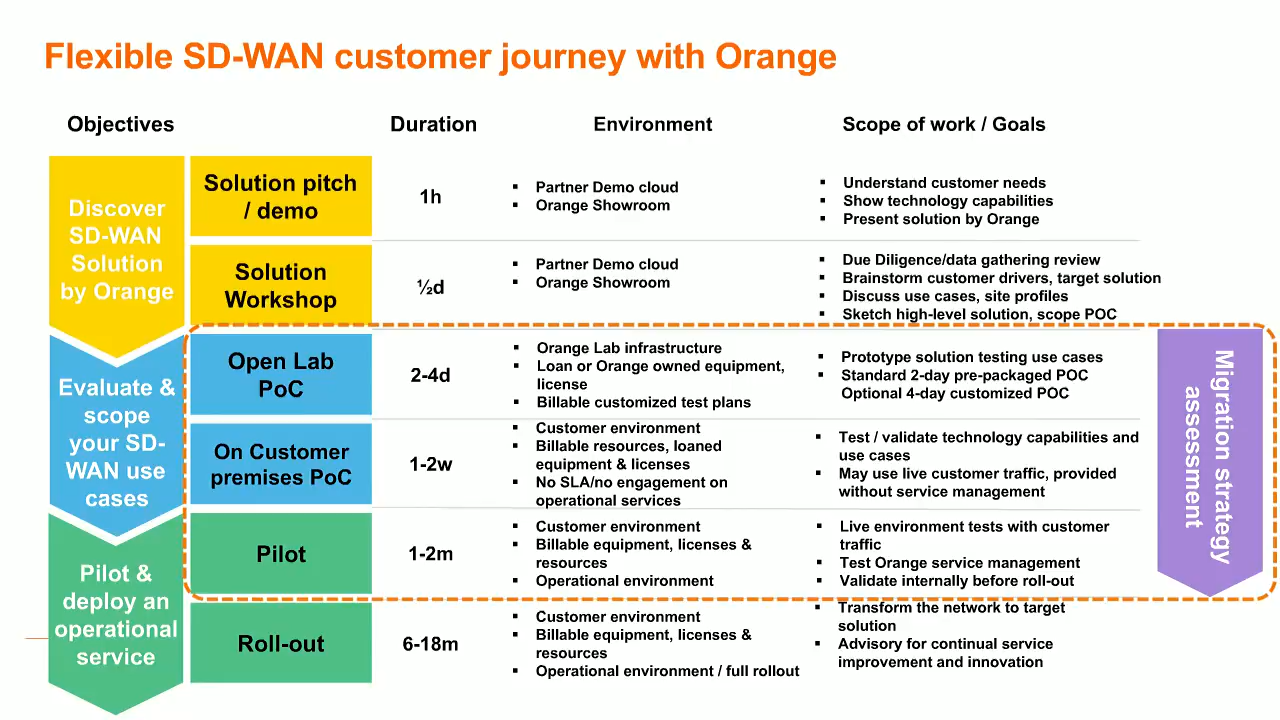 Flexible SD-WAN customer journey with Orange
Objectives
Duration
Environment
Scope of work / Goals
Discover
SD-WAN
Solution
by Orange
Solution pitch
/ demo
1h
▪ Partner Demo cloud
▪ Orange Showroom
▪ Understand customer needs
▪ Show technology capabilities
▪ Present solution by Orange
Solution
Workshop
½d
▪ Partner Demo cloud
▪ Orange Showroom
▪ Due Diligence/data gathering review
▪ Brainstorm customer drivers, target solution
▪ Discuss use cases, site profiles
▪ Sketch high-level solution, scope POC
Evaluate &
scope
your SD-
WAN use
cases
Open Lab
PoC
2-4d
▪ Orange Lab infrastructure
▪ Loan or Orange owned equipment,
license
▪ Billable customized test plans
▪ Prototype solution testing use cases
▪ Standard 2-day pre-packaged POC
Optional 4-day customized POC
On Customer
premises PoC
1-2w
▪ Customer environment
▪ Billable resources, loaned
equipment & licenses
▪ No SLA/no engagement on
operational services
▪ Test / validate technology capabilities and
use cases
▪ May use live customer traffic, provided
without service management
Pilot &
deploy an
operational
service
Pilot
1-2m
▪ Customer environment
▪ Billable equipment, licenses &
resources
▪ Operational environment
▪ Live environment tests with customer
traffic
▪ Test Orange service management
▪ Validate internally before roll-out
Roll-out
6-18m
▪ Customer environment
▪ Billable equipment, licenses &
resources
▪ Operational environment / full rollout
▪ Transform the network to target
solution
▪ Advisory for continual service
improvement and innovation
Migration strategy
assessment